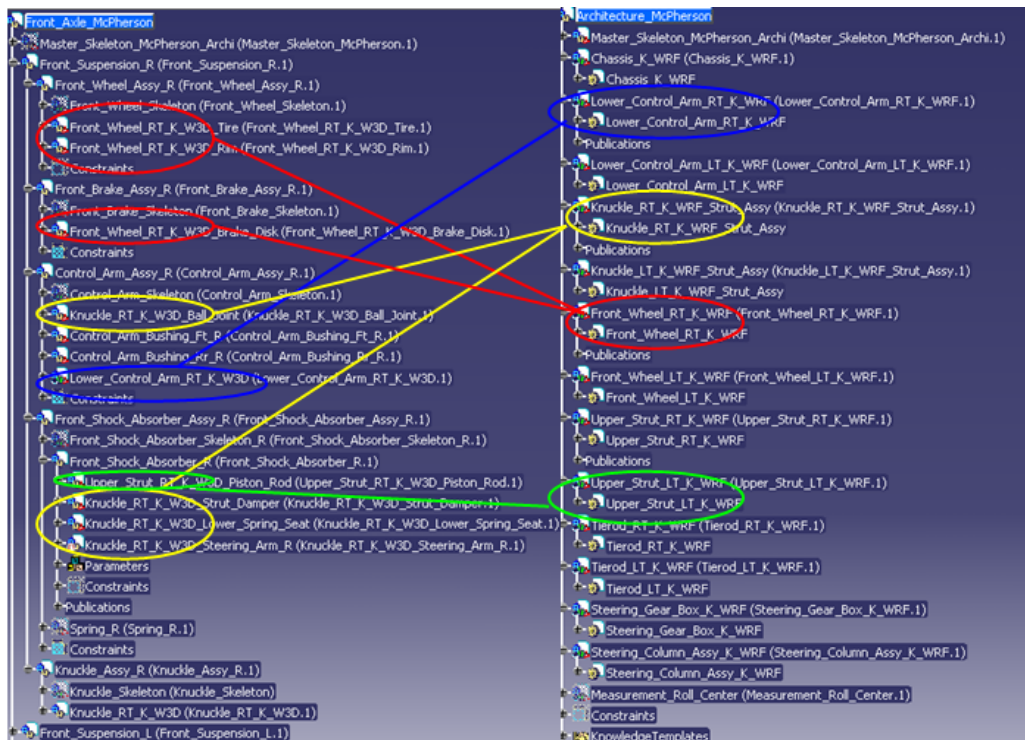 Front_Axle_McPherson
Master_Skeleton_McPherson_Archi (Master_Skeleton_McPherson.1)
Front_Suspension_R (Front_Suspension_R.1)
Front_Wheel_Assy_R (Front_Wheel_Assy_R.1)
Front_Wheel_Skeleton (Front_Wheel_Skeleton.1)
Front_Wheel_RT_K_W3D_Tire (Front_Wheel_RT_K_W3D_Tire.1)
Front_Wheel_RT_K_W3D_Rim (Front_Wheel_RT_K_W3D_Rim.1)
Constraints
Front_Brake_Assy_R (Front_Brake_Assy_R.1)
Front_Brake_Skeleton (Front_Brake_Skeleton.1)
Front_Wheel_RT_K_W3D_Brake_Disk (Front_Wheel_RT_K_W3D_Brake_Disk.1)
Constraints
Control_Arm_Assy_R (Control_Arm_Assy_R.1)
Control_Arm_Skeleton (Control_Arm_Skeleton.1)
Knuckle_RT_K_W3D_Ball_Joint (Knuckle_RT_K_W3D_Ball_Joint.1)
Control_Arm_Bushing_Ft_R (Control_Arm_Bushing_Ft_R.1)
Control_Arm_Bushing_Rr_R (Control_Arm_Bushing_Rr_R.1)
Lower_Control_Arm_RT_K_W3D (Lower_Control_Arm_RT_K_W3D.1)
Constraints
Front_Shock_Absorber_Assy_R (Front_Shock_Absorber_Assy_R.1)
Front_Shock_Absorber_Skeleton_R (Front_Shock_Absorber_Skeleton_R.1)
Front_Shock_Absorber_R (Front_Shock_Absorber_R.1)
Upper_Strut_RT_K_W3D_Piston_Rod (Upper_Strut_RT_K_W3D_Piston_Rod.1)
Knuckle_RT_K_W3D_Strut_Damper (Knuckle_RT_K_W3D_Strut_Damper.1)
Knuckle_RT_K_W3D_Lower_Spring_Seat (Knuckle_RT_K_W3D_Lower_Spring_Seat.1)
Knuckle_RT_K_W3D_Steering_Arm_R (Knuckle_RT_K_W3D_Steering_Arm_R.1)
Parameters
Constraints
Publications
Spring_R (Spring_R.1)
Constraints
Knuckle_Assy_R (Knuckle_Assy_R.1)
Knuckle_Skeleton (Knuckle_Skeleton)
Knuckle_RT_K_W3D (Knuckle_RT_K_W3D.1)
Front_Suspension_L (Front_Suspension_L.1)
Architecture_McPherson
Master_Skeleton_McPherson_Archi (Master_Skeleton_McPherson_Archi.1)
Chassis_K_WRF (Chassis_K_WRF.1)
Chassis_K_WRF
Lower_Control_Arm_RT_K_WRF (Lower_Control_Arm_RT_K_WRF.1)
Lower_Control_Arm_RT_K_WRF
Publications
Lower_Control_Arm_LT_K_WRF (Lower_Control_Arm_LT_K_WRF.1)
Lower_Control_Arm_LT_K_WRF
Knuckle_RT_K_WRF_Strut_Assy (Knuckle_RT_K_WRF_Strut_Assy.1)
Knuckle_RT_K_WRF_Strut_Assy
Publications
Knuckle_LT_K_WRF_Strut_Assy (Knuckle_LT_K_WRF_Strut_Assy.1)
Knuckle_LT_K_WRF_Strut_Assy
Front_Wheel_RT_K_WRF (Front_Wheel_RT_K_WRF.1)
Front_Wheel_RT_K_WRF
Publications
Front_Wheel_LT_K_WRF (Front_Wheel_LT_K_WRF.1)
Front_Wheel_LT_K_WRF
Upper_Strut_RT_K_WRF (Upper_Strut_RT_K_WRF.1)
Upper_Strut_RT_K_WRF
Publications
Upper_Strut_LT_K_WRF (Upper_Strut_LT_K_WRF.1)
Upper_Strut_LT_K_WRF
Tierod_RT_K_WRF (Tierod_RT_K_WRF.1)
Tierod_RT_K_WRF
Tierod_LT_K_WRF (Tierod_LT_K_WRF.1)
Tierod_LT_K_WRF
Steering_Gear_Box_K_WRF (Steering_Gear_Box_K_WRF.1)
Steering_Gear_Box_K_WRF
Steering_Column_Assy_K_WRF (Steering_Column_Assy_K_WRF.1)
Steering_Column_Assy_K_WRF
Measurement_Roll_Center (Measurement_Roll_Center.1)
Constraints
KnowledgeTemplates